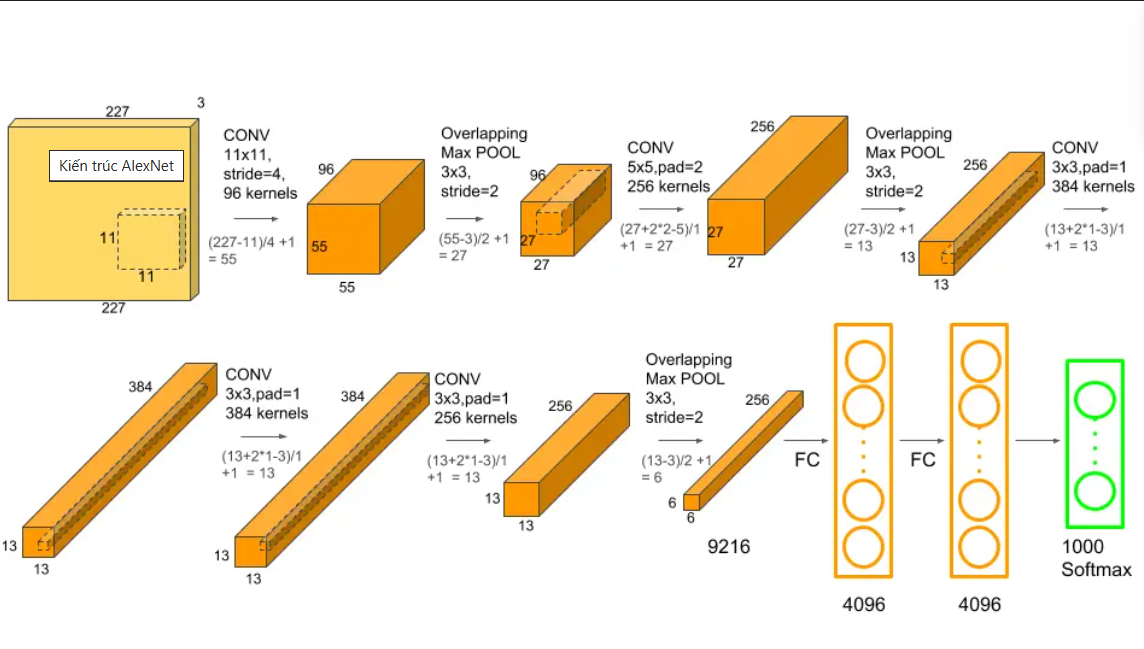 227
3
Kiến trúc AlexNet
11
11
227
CONV
11x11,
stride=4,
96 kernels
(227-11)/4 +1
= 55
96
55
55
Overlapping
Max POOL
3x3,
stride=2
(55-3)/2 +1
= 27
96
27
27
CONV
5x5,pad=2
256 kernels
(27+2*2-5)/1
+1 = 27
256
27
27
Overlapping
Max POOL
3x3,
stride=2
(27-3)/2 +1
= 13
256
13
13
CONV
3x3,pad=1
384 kernels
(13+2*1-3)/1
+1 = 13
384
13
13
CONV
3x3,pad=1
384 kernels
(13+2*1-3)/1
+1 = 13
384
13
13
CONV
3x3,pad=1
256 kernels
(13+2*1-3)/1
+1 = 13
256
13
13
Overlapping
Max POOL
3x3,
stride=2
(13-3)/2 +1
= 6
256
6
6
9216
FC
4096
FC
4096
1000
Softmax